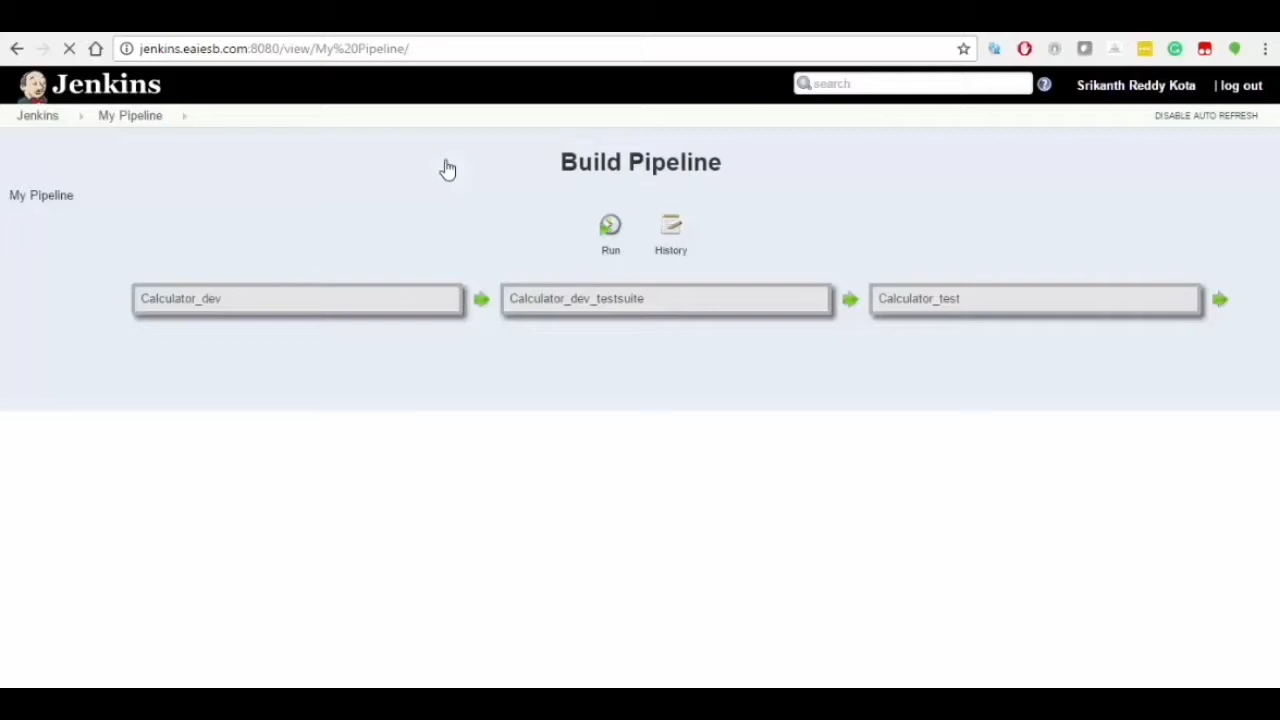 jenkins.eaiesb.com:8080/view/My%20Pipeline/
Jenkins
search
Srikanth Reddy Kota | log out
Jenkins My Pipeline
DISABLE AUTO REFRESH
Build Pipeline
My Pipeline
Run History
Calculator_dev Calculator_dev_testsuite Calculator_test